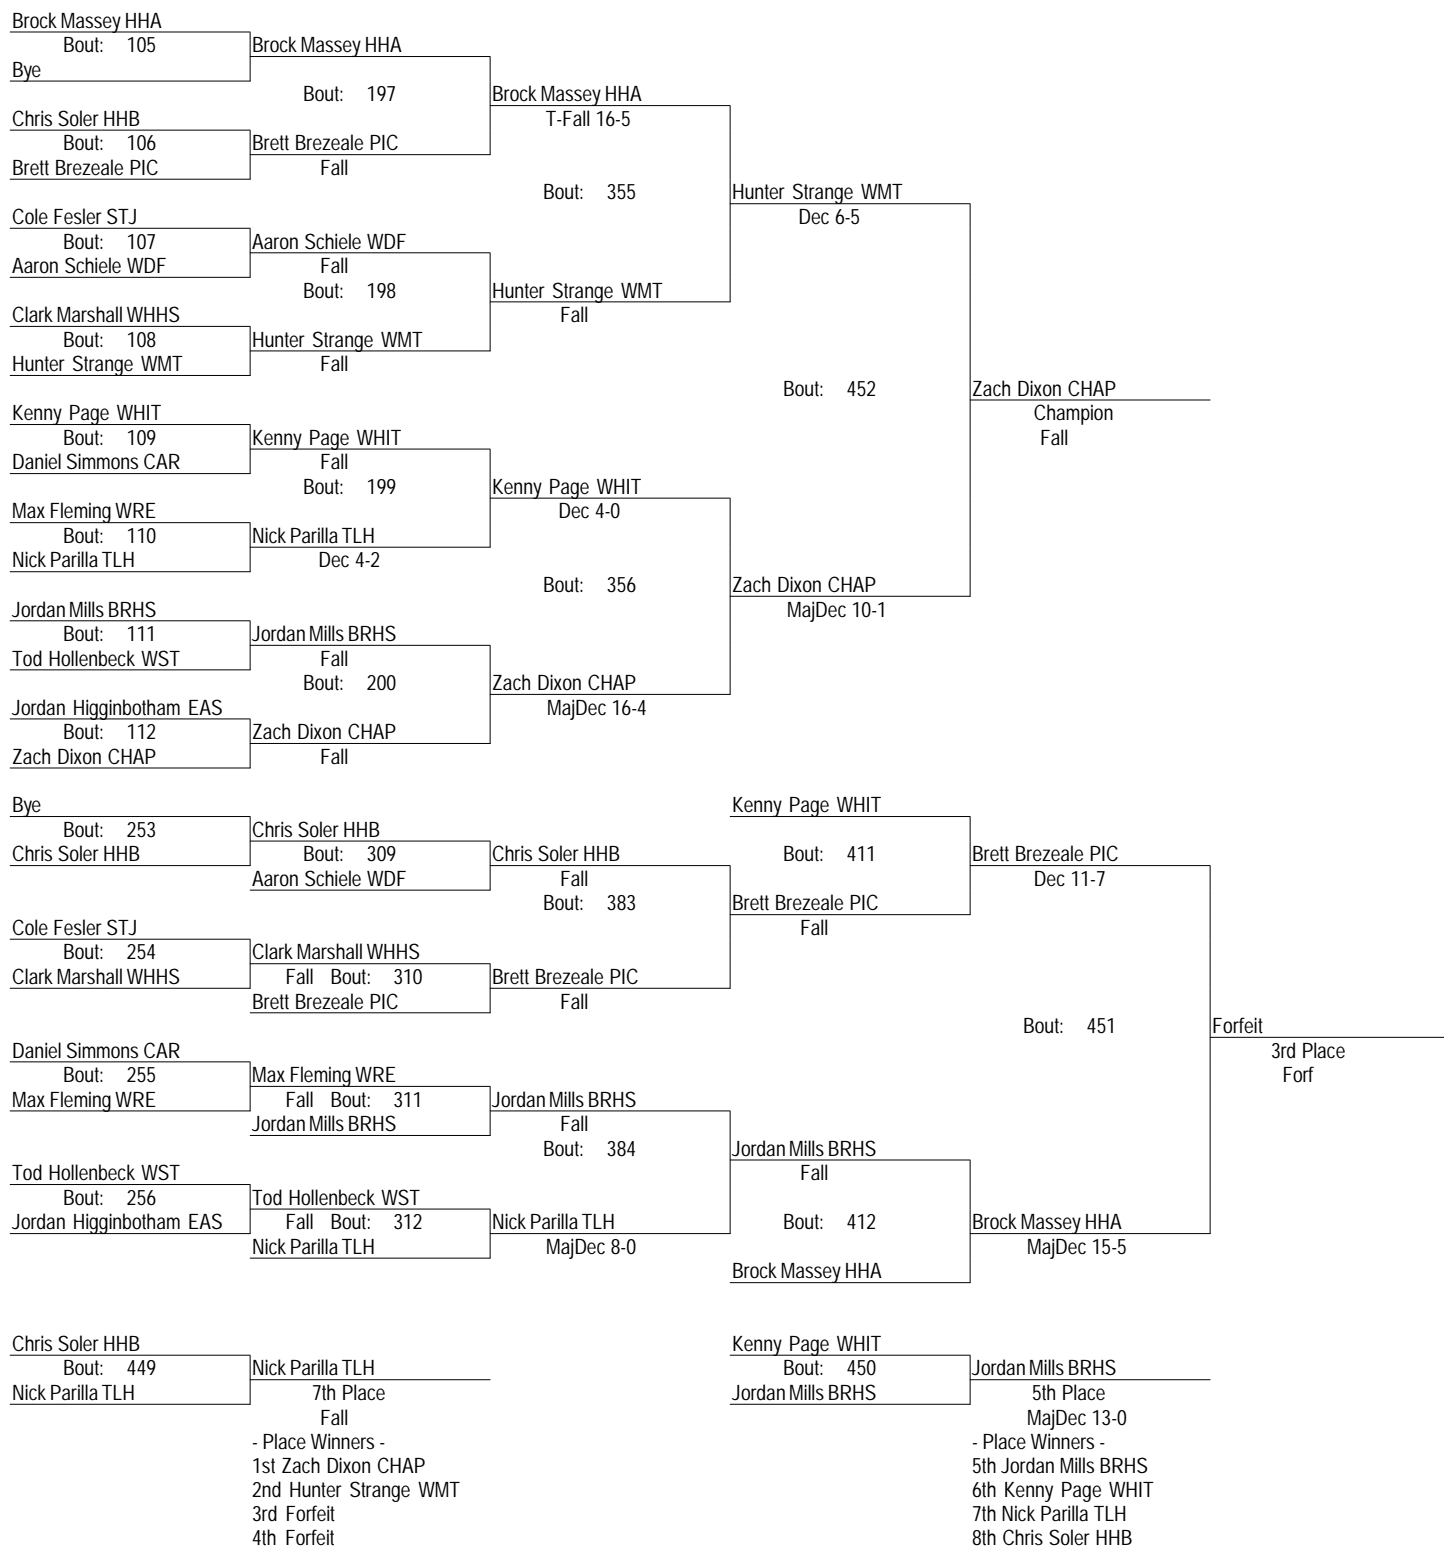 Brock Massey HHA
Bout: 105
Brock Massey HHA
Bye
Bout: 197
Brock Massey HHA
Chris Soler HHB
T-Fall 16-5
Bout: 106
Brett Brezeale PIC
Brett Brezeale PIC
Fall
Bout: 355
Hunter Strange WMT
Cole Fesler STJ
Dec 6-5
Bout: 107
Aaron Schiele WDF
Aaron Schiele WDF
Fall
Bout: 198
Hunter Strange WMT
Clark Marshall WHHS
Fall
Bout: 108
Hunter Strange WMT
Hunter Strange WMT
Fall
Bout: 452
Zach Dixon CHAP
Kenny Page WHIT
Champion
Bout: 109
Kenny Page WHIT
Fall
Daniel Simmons CAR
Fall
Bout: 199
Kenny Page WHIT
Max Fleming WRE
Dec 4-0
Bout: 110
Nick Parilla TLH
Nick Parilla TLH
Dec 4-2
Bout: 356
Zach Dixon CHAP
Jordan Mills BRHS
MajDec 10-1
Bout: 111
Jordan Mills BRHS
Tod Hollenbeck WST
Fall
Bout: 200
Zach Dixon CHAP
Jordan Higginbotham EAS
MajDec 16-4
Bout: 112
Zach Dixon CHAP
Zach Dixon CHAP
Fall
Bye
Kenny Page WHIT
Bout: 253
Chris Soler HHB
Chris Soler HHB
Bout: 309
Chris Soler HHB
Bout: 411
Brett Brezeale PIC
Aaron Schiele WDF
Fall
Dec 11-7
Bout: 383
Brett Brezeale PIC
Cole Fesler STJ
Fall
Bout: 254
Clark Marshall WHHS
Clark Marshall WHHS
Fall Bout: 310
Brett Brezeale PIC
Brett Brezeale PIC
Fall
Bout: 451
Forfeit
Daniel Simmons CAR
3rd Place
Bout: 255
Max Fleming WRE
Forf
Max Fleming WRE
Fall Bout: 311
Jordan Mills BRHS
Jordan Mills BRHS
Fall
Bout: 384
Jordan Mills BRHS
Tod Hollenbeck WST
Fall
Bout: 256
Tod Hollenbeck WST
Jordan Higginbotham EAS
Fall Bout: 312
Nick Parilla TLH
Bout: 412
Brock Massey HHA
Nick Parilla TLH
MajDec 8-0
MajDec 15-5
Brock Massey HHA
Chris Soler HHB
Kenny Page WHIT
Bout: 449
Nick Parilla TLH
Bout: 450
Jordan Mills BRHS
Nick Parilla TLH
7th Place
Jordan Mills BRHS
5th Place
Fall
MajDec 13-0
- Place Winners -
- Place Winners -
1st Zach Dixon CHAP
5th Jordan Mills BRHS
2nd Hunter Strange WMT
6th Kenny Page WHIT
3rd Forfeit
7th Nick Parilla TLH
4th Forfeit
8th Chris Soler HHB